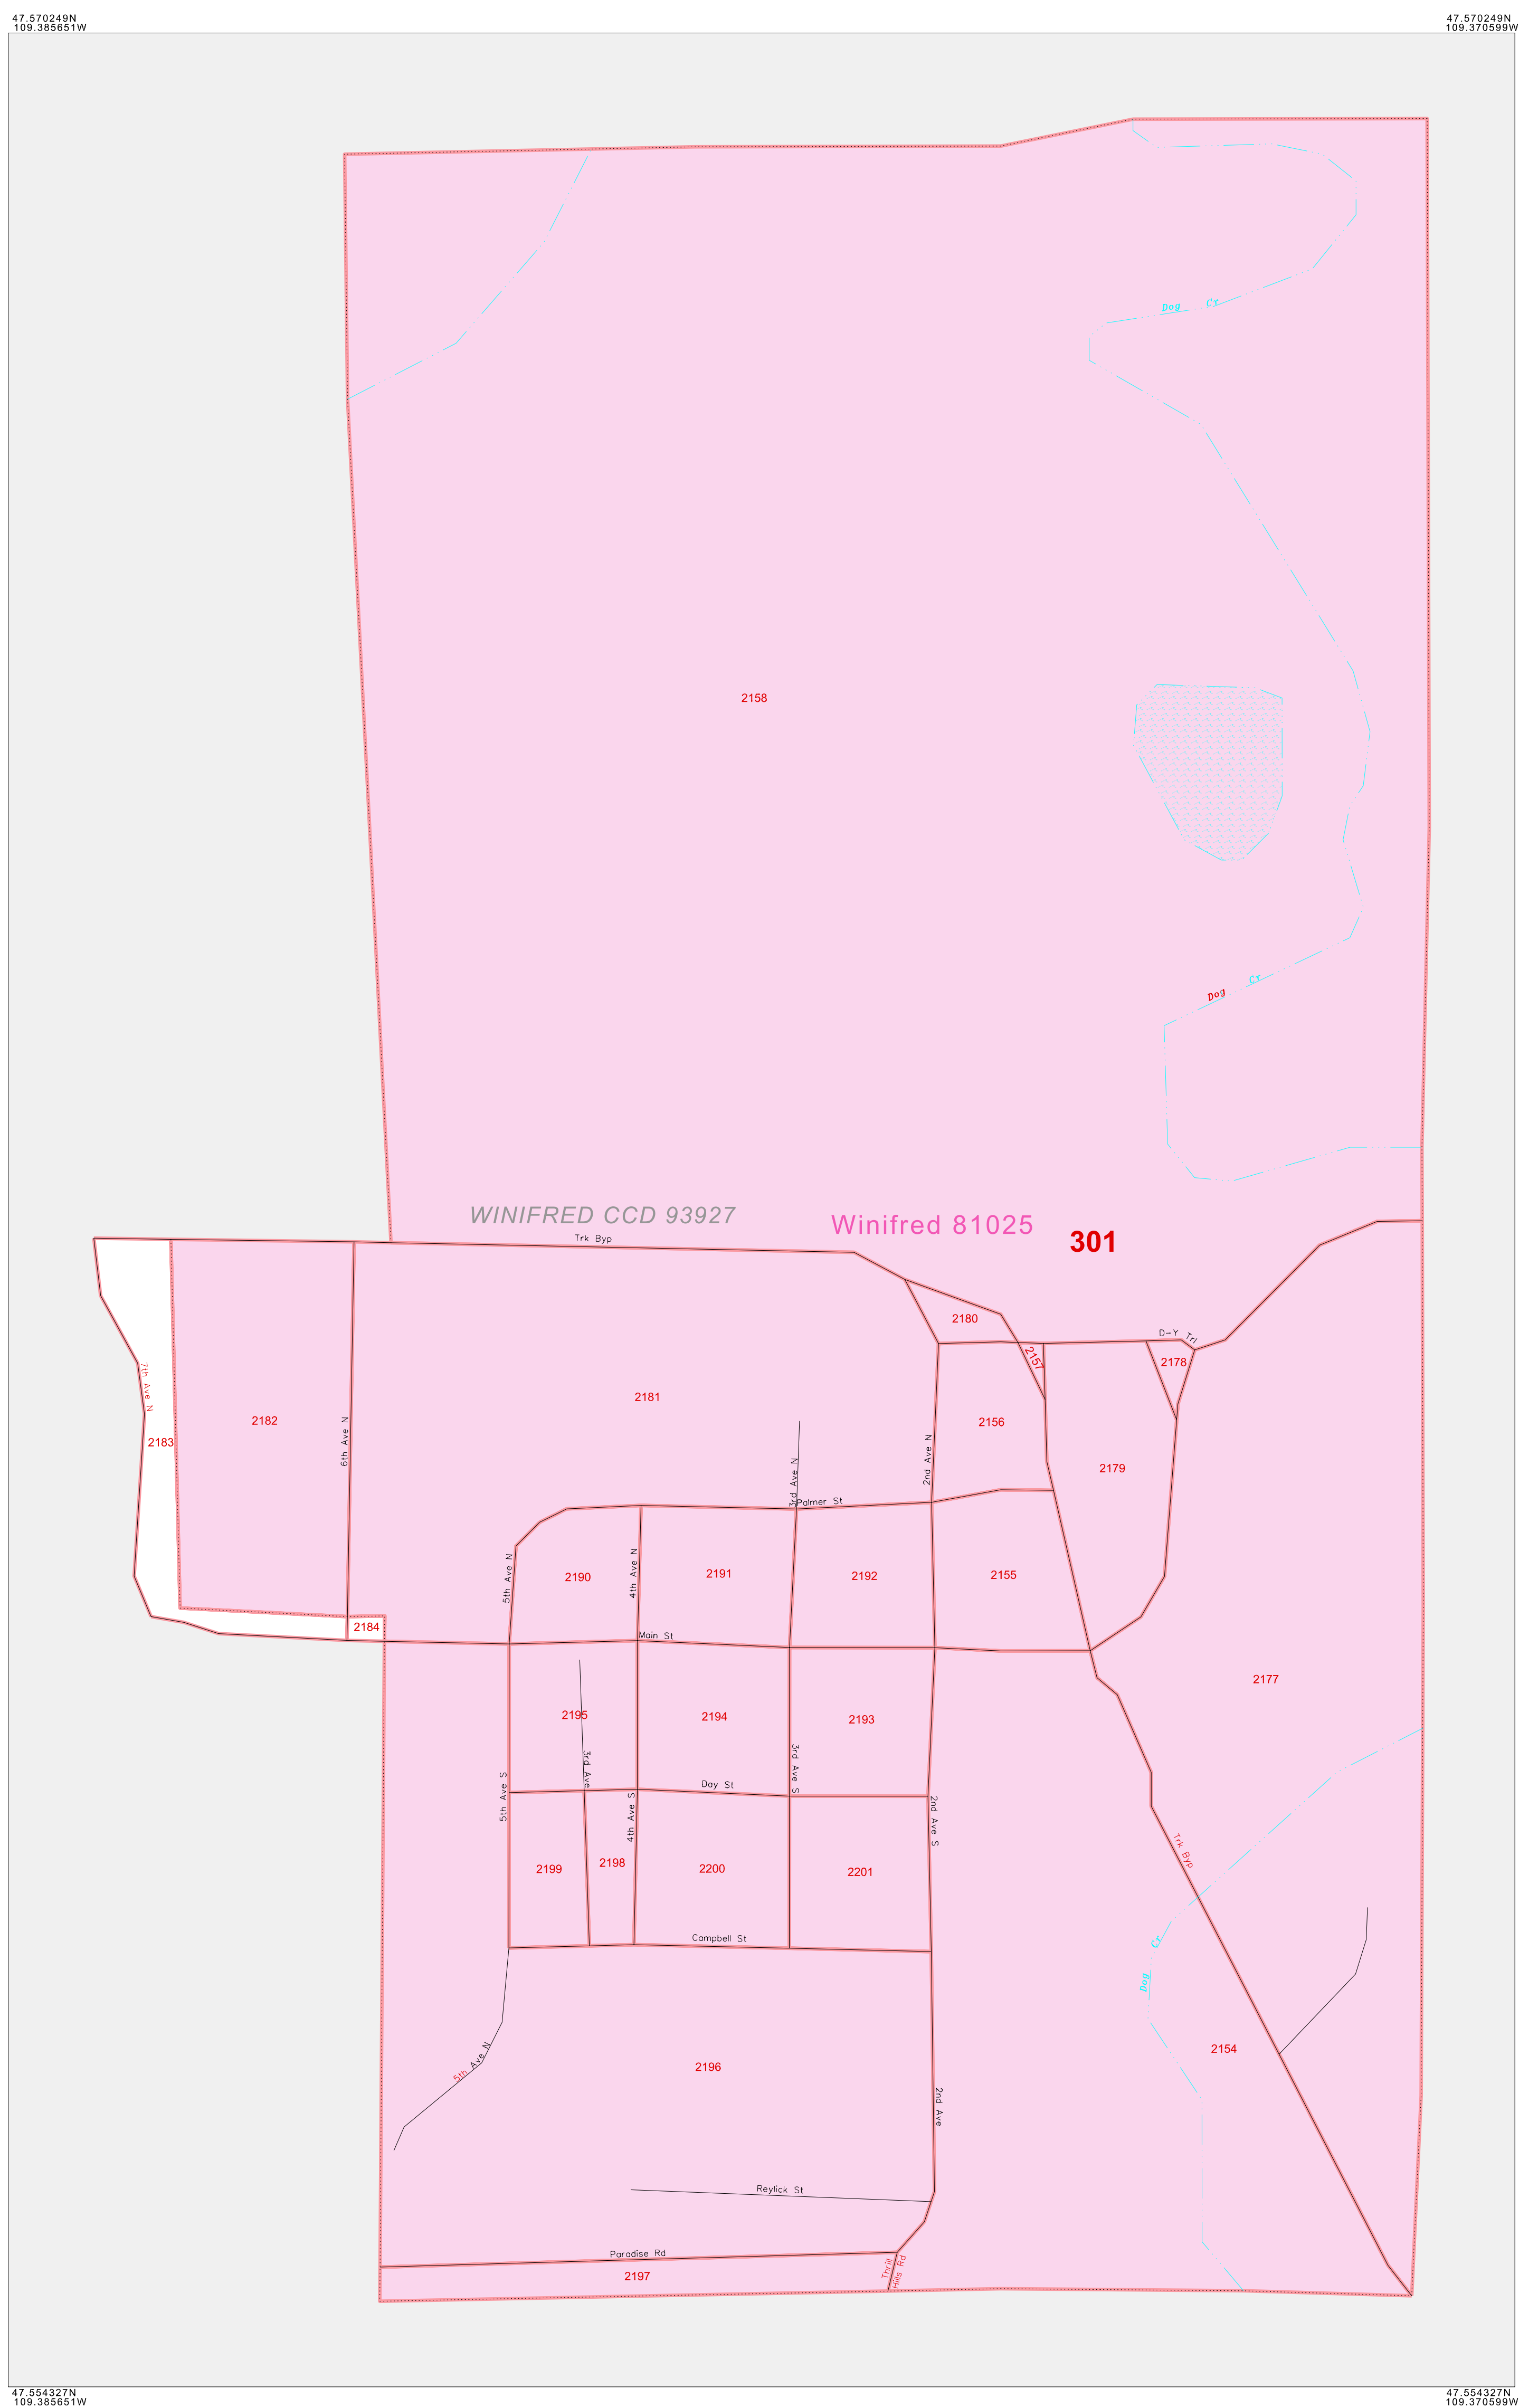 47.570249N
109.385651W
47.570249N
109.370599W
Dog Cr
2158
Dog Cr
WINIFRED CCD 93927
Winifred 81025
301
Trk Byp
2180
D-Y Trl
2157
2178
7th Ave N
2181
2182
6th Ave N
2156
2183
2nd Ave N
2179
3rd Ave N
Palmer St
5th Ave N
4th Ave N
2190
2191
2192
2155
2184
Main St
2177
2195
2194
2193
3rd Ave
3rd Ave S
Day St
5th Ave S
4th Ave S
2nd Ave S
Trk Byp
2199
2198
2200
2201
Campbell St
Dog Cr
5th Ave N
2196
2154
2nd Ave
Reylick St
Paradise Rd
Thrill
Hills Rd
2197
47.554327N
109.385651W
47.554327N
109.370599W